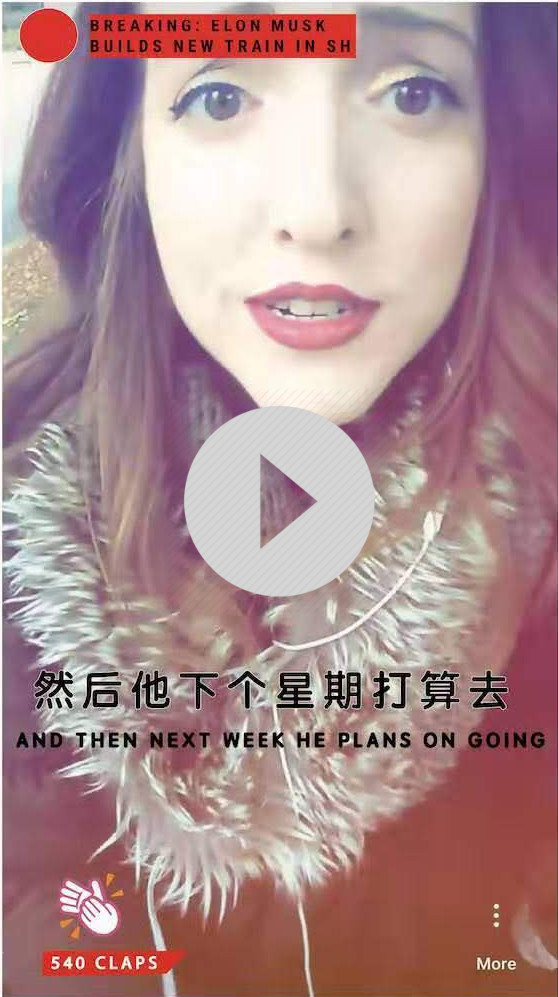 BREAKING: ELON MUSK
BUILDS NEW TRAIN IN SH
然后他下个星期打算去
AND THEN NEXT WEEK HE PLANS ON GOING
540 CLAPS
More